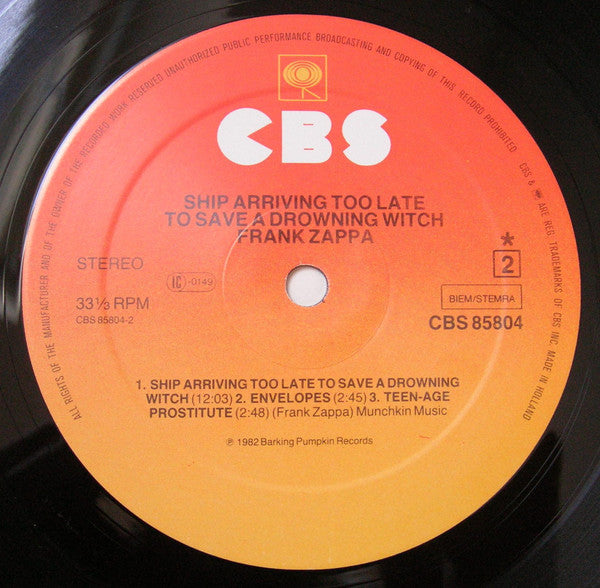 ALL RIGHTS OF THE MANUFACTURER AND OF THE OWNER OF THE RECORDED WORK RESERVED UNAUTHORIZED PUBLIC PERFORMANCE BROADCASTING AND COPYING OF THIS RECORD PROHIBITED. CBS & ARE REG. TRADEMARKS OF CBS INC. MADE IN HOLLAND
CBS
SHIP ARRIVING TOO LATE
TO SAVE A DROWNING WITCH
FRANK ZAPPA
STEREO
IC -0149
*
2
33⅓ RPM
CBS 85804-2
BIEM/STEMRA
CBS 85804
1. SHIP ARRIVING TOO LATE TO SAVE A DROWNING
WITCH (12:03) 2. ENVELOPES (2:45) 3. TEEN-AGE
PROSTITUTE (2:48) (Frank Zappa) Munchkin Music
℗ 1982 Barking Pumpkin Records